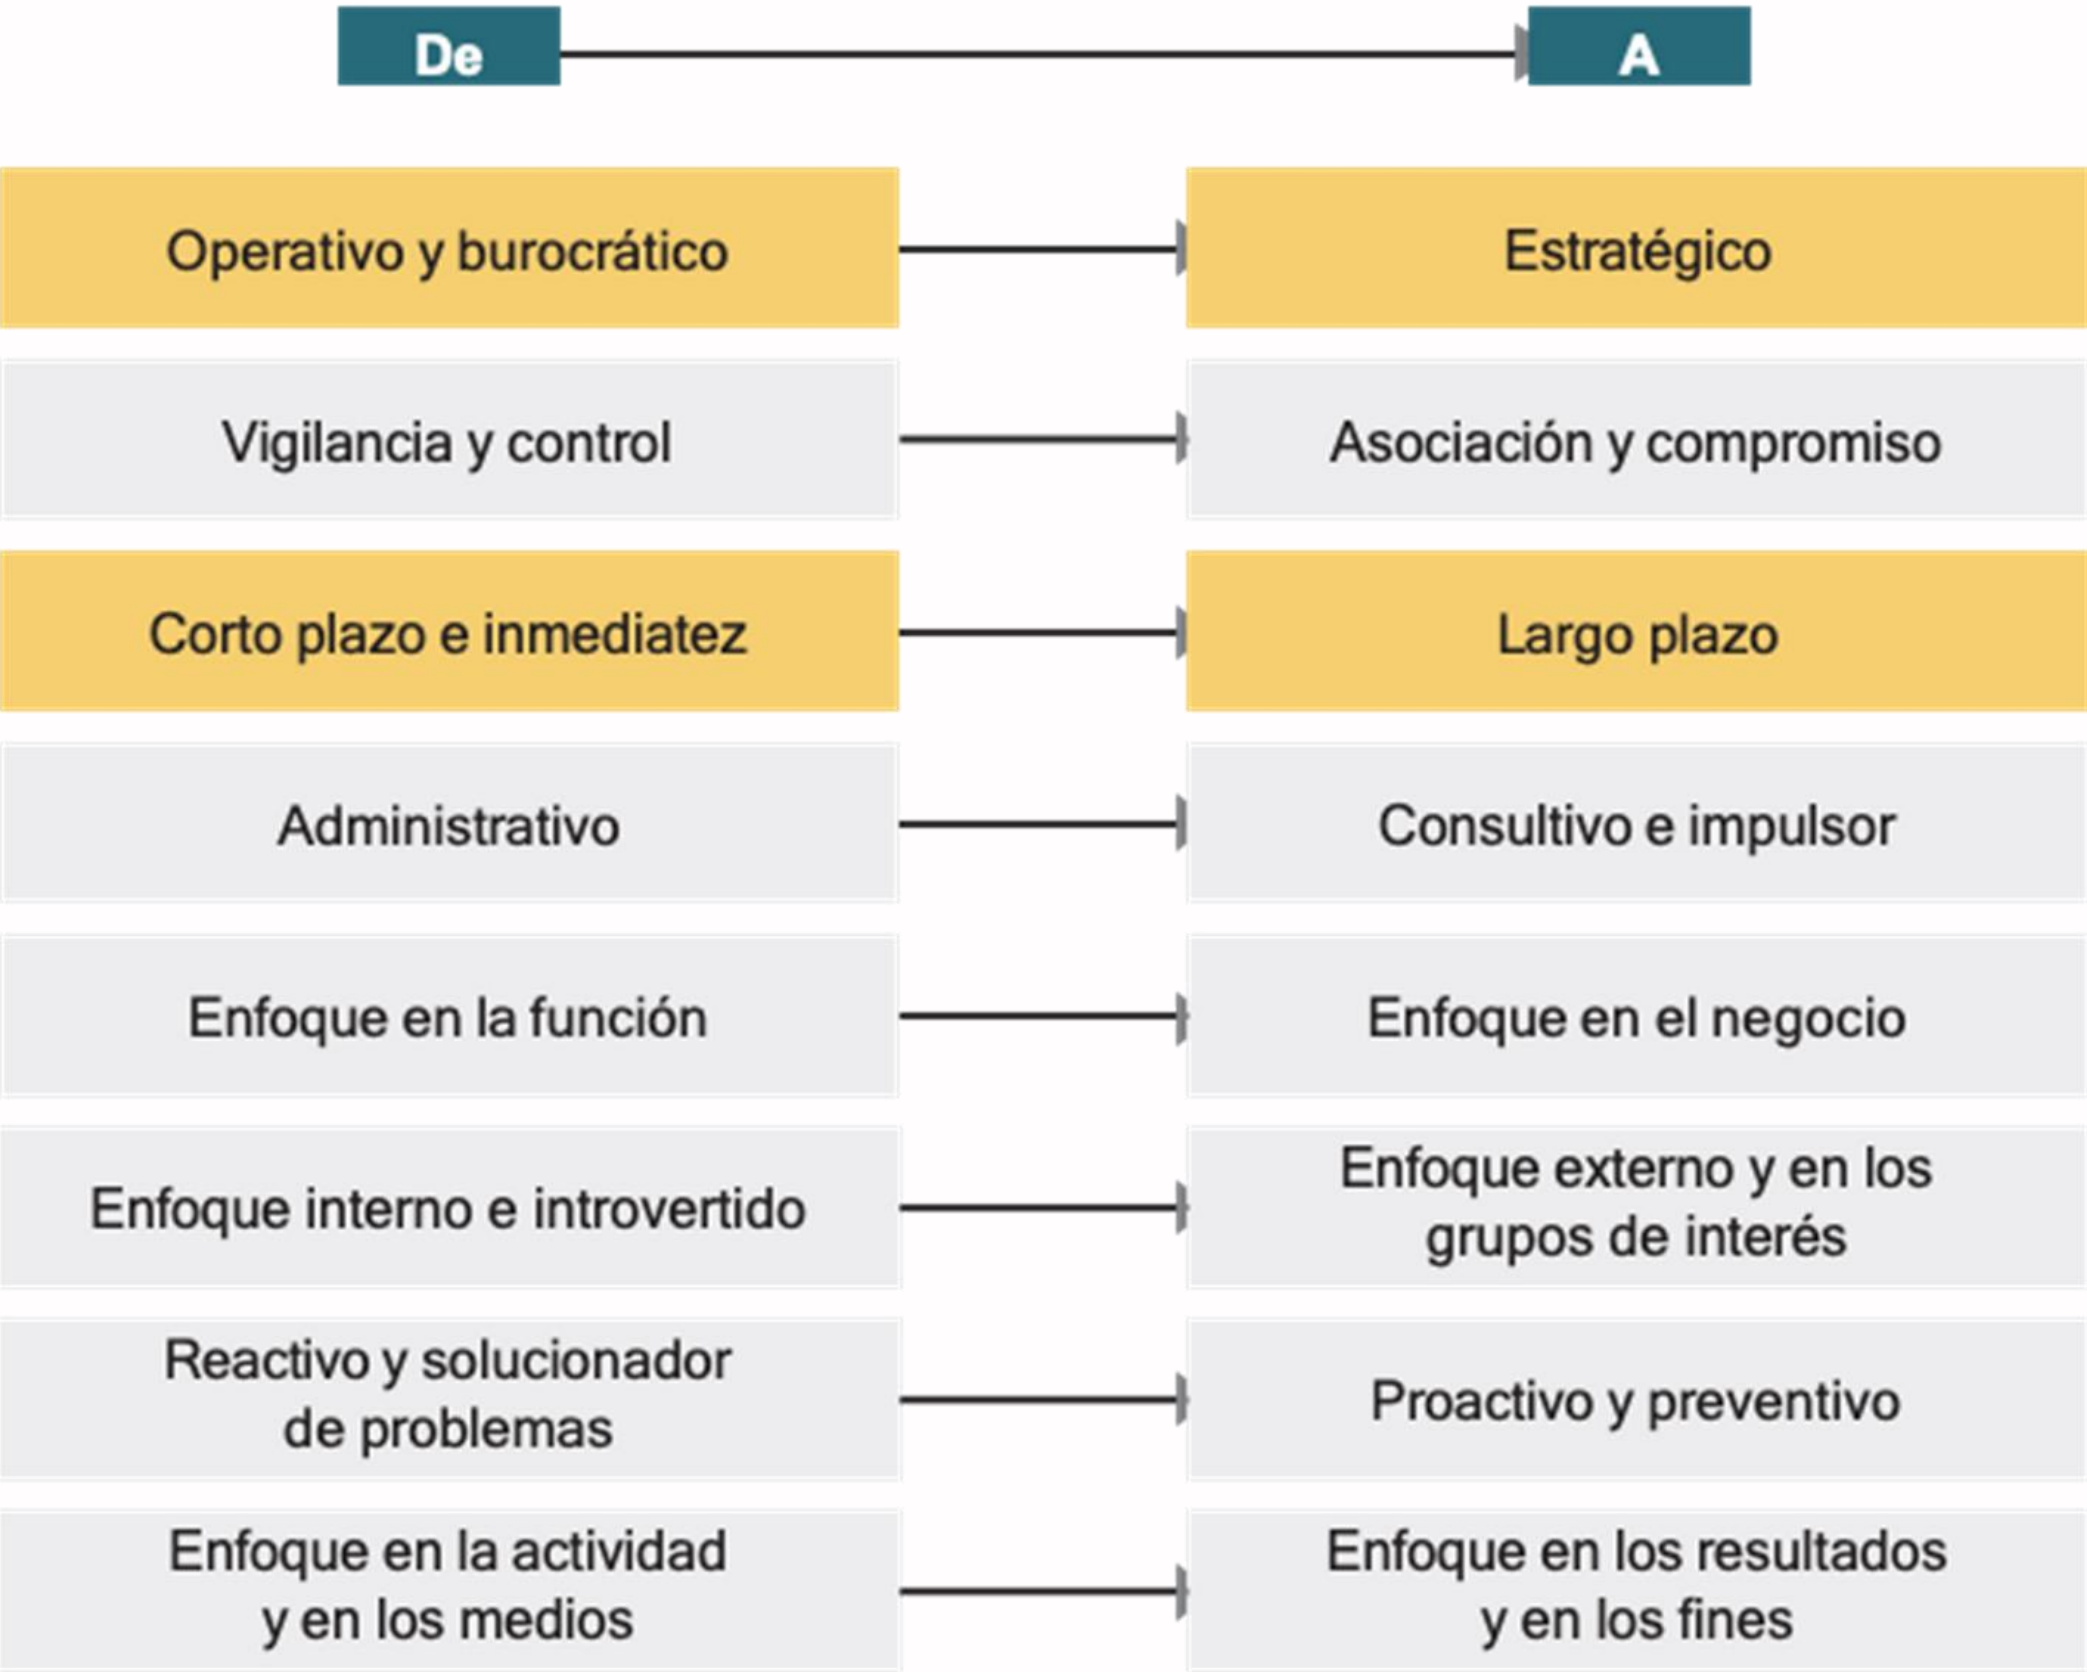 De
A
Operativo y burocrático
Estratégico
Vigilancia y control
Asociación y compromiso
Corto plazo e inmediatez
Largo plazo
Administrativo
Consultivo e impulsor
Enfoque en la función
Enfoque en el negocio
Enfoque interno e introvertido
Enfoque externo y en los
grupos de interés
Reactivo y solucionador
de problemas
Proactivo y preventivo
Enfoque en la actividad
y en los medios
Enfoque en los resultados
y en los fines